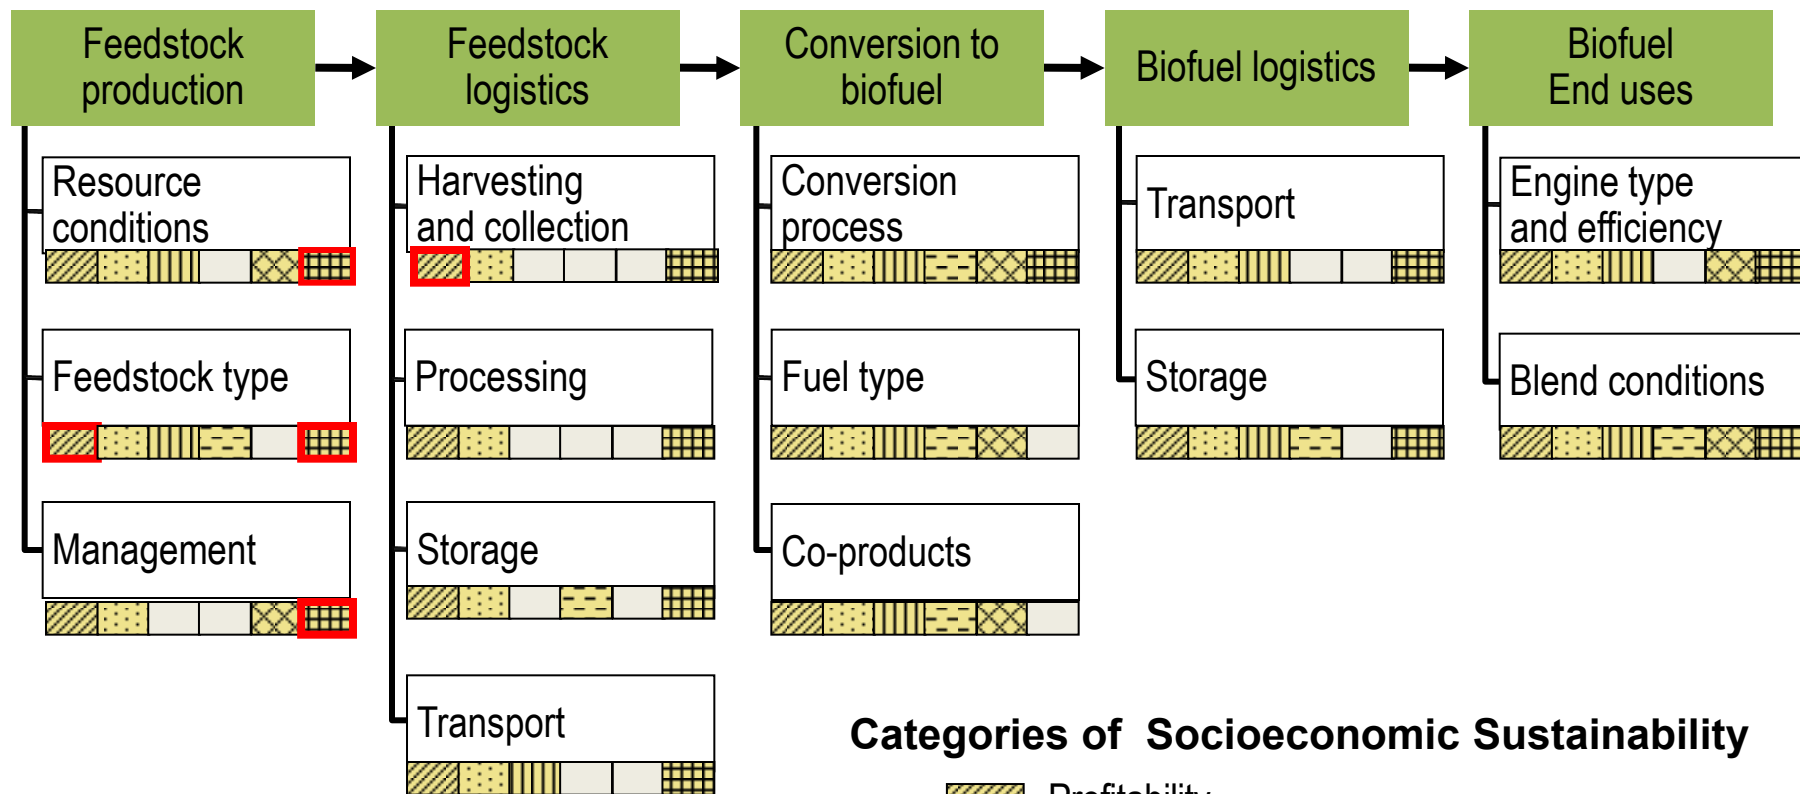 Feedstock
production
Feedstock
logistics
Conversion to
biofuel
Biofuel logistics
Biofuel
End uses
Resource
conditions
Feedstock type
Management
Harvesting
and collection
Processing
Storage
Transport
Conversion
process
Fuel type
Co-products
Transport
Storage
Engine type
and efficiency
Blend conditions
Categories of Socioeconomic Sustainability
Profitability